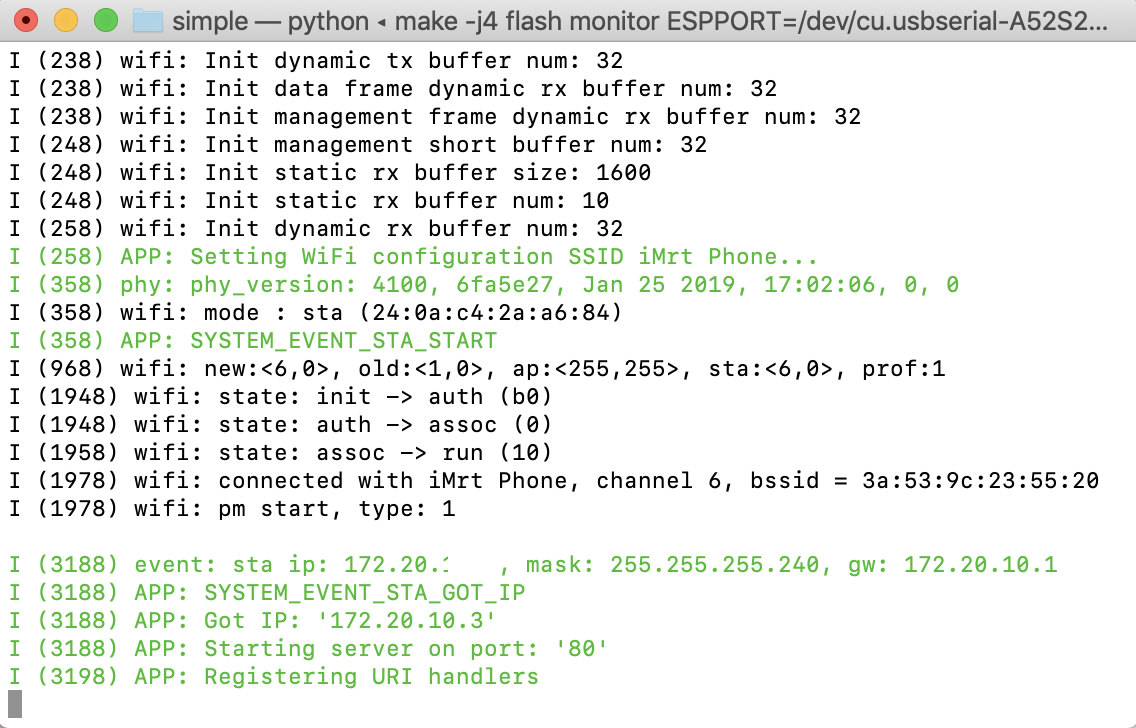 simple — python ◂ make -j4 flash monitor ESPPORT=/dev/cu.usbserial-A52S2...
I (238) wifi: Init dynamic tx buffer num: 32
I (238) wifi: Init data frame dynamic rx buffer num: 32
I (238) wifi: Init management frame dynamic rx buffer num: 32
I (248) wifi: Init management short buffer num: 32
I (248) wifi: Init static rx buffer size: 1600
I (248) wifi: Init static rx buffer num: 10
I (258) wifi: Init dynamic rx buffer num: 32
I (258) APP: Setting WiFi configuration SSID iMrt Phone...
I (358) phy: phy_version: 4100, 6fa5e27, Jan 25 2019, 17:02:06, 0, 0
I (358) wifi: mode : sta (24:0a:c4:2a:a6:84)
I (358) APP: SYSTEM_EVENT_STA_START
I (968) wifi: new:<6,0>, old:<1,0>, ap:<255,255>, sta:<6,0>, prof:1
I (1948) wifi: state: init -> auth (b0)
I (1948) wifi: state: auth -> assoc (0)
I (1958) wifi: state: assoc -> run (10)
I (1978) wifi: connected with iMrt Phone, channel 6, bssid = 3a:53:9c:23:55:20
I (1978) wifi: pm start, type: 1
I (3188) event: sta ip: 172.20. , mask: 255.255.255.240, gw: 172.20.10.1
I (3188) APP: SYSTEM_EVENT_STA_GOT_IP
I (3188) APP: Got IP: '172.20.10.3'
I (3188) APP: Starting server on port: '80'
I (3198) APP: Registering URI handlers